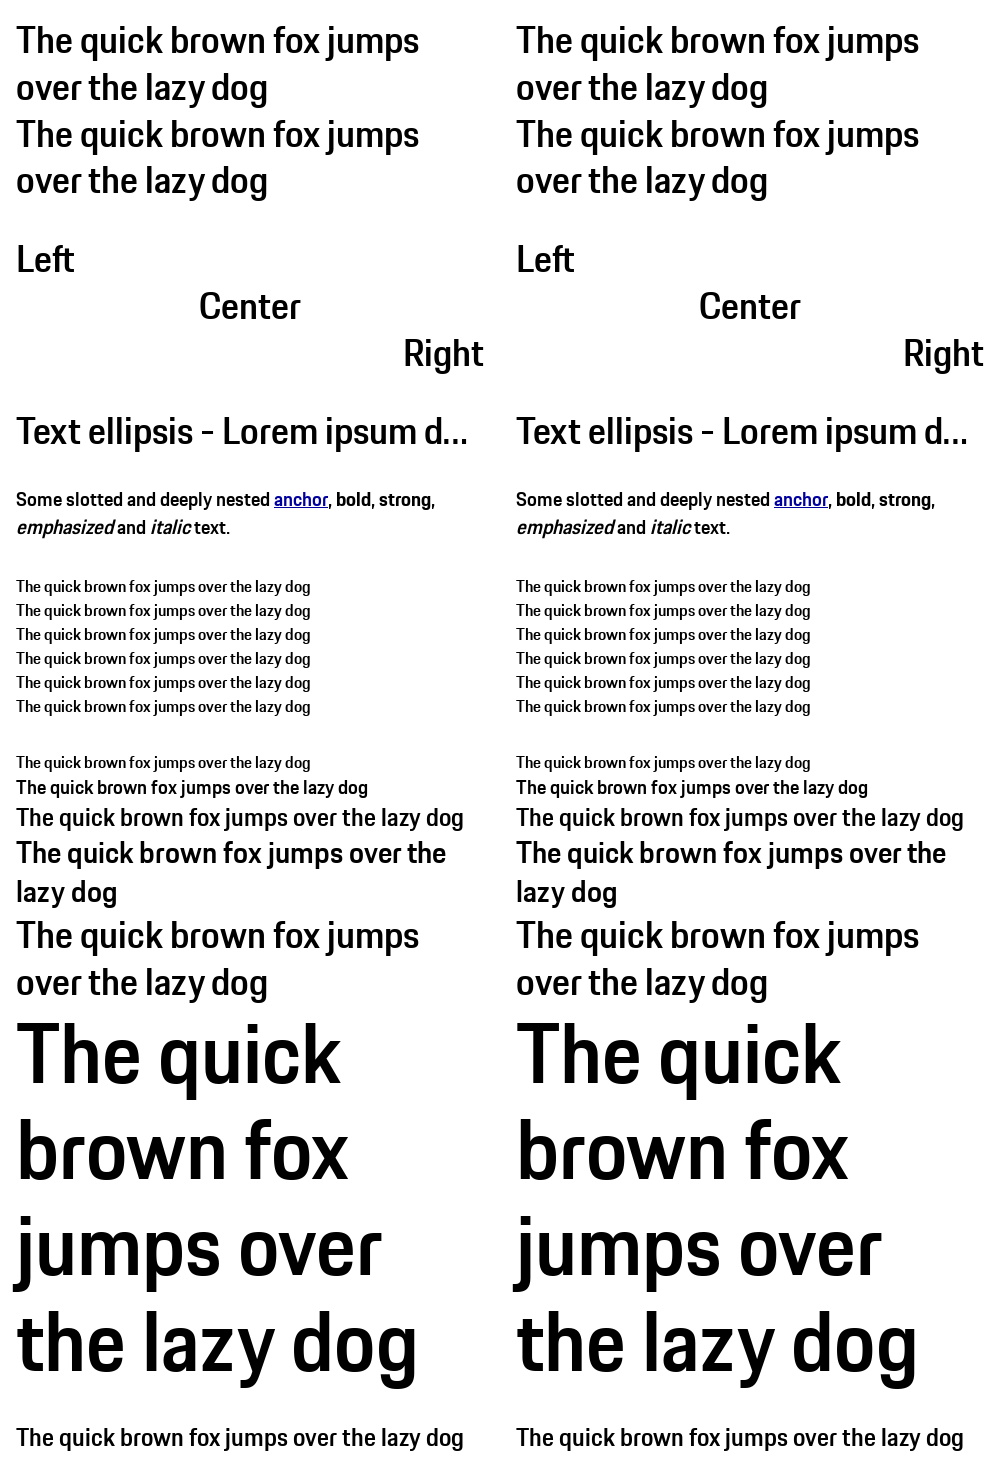 The quick brown fox jumps
over the lazy dog
The quick brown fox jumps
over the lazy dog
Left
Center
Right
Text ellipsis - Lorem ipsum d...
Some slotted and deeply nested anchor, bold, strong,
emphasized and italic text.
The quick brown fox jumps over the lazy dog
The quick brown fox jumps over the lazy dog
The quick brown fox jumps over the lazy dog
The quick brown fox jumps over the lazy dog
The quick brown fox jumps over the lazy dog
The quick brown fox jumps over the lazy dog
The quick brown fox jumps over the lazy dog
The quick brown fox jumps over the lazy dog
The quick brown fox jumps over the lazy dog
The quick brown fox jumps over the
lazy dog
The quick brown fox jumps
over the lazy dog
The quick
brown fox
jumps over
the lazy dog
The quick brown fox jumps over the lazy dog
The quick brown fox jumps
over the lazy dog
The quick brown fox jumps
over the lazy dog
Left
Center
Right
Text ellipsis - Lorem ipsum d...
Some slotted and deeply nested anchor, bold, strong,
emphasized and italic text.
The quick brown fox jumps over the lazy dog
The quick brown fox jumps over the lazy dog
The quick brown fox jumps over the lazy dog
The quick brown fox jumps over the lazy dog
The quick brown fox jumps over the lazy dog
The quick brown fox jumps over the lazy dog
The quick brown fox jumps over the lazy dog
The quick brown fox jumps over the lazy dog
The quick brown fox jumps over the lazy dog
The quick brown fox jumps over the
lazy dog
The quick brown fox jumps
over the lazy dog
The quick
brown fox
jumps over
the lazy dog
The quick brown fox jumps over the lazy dog